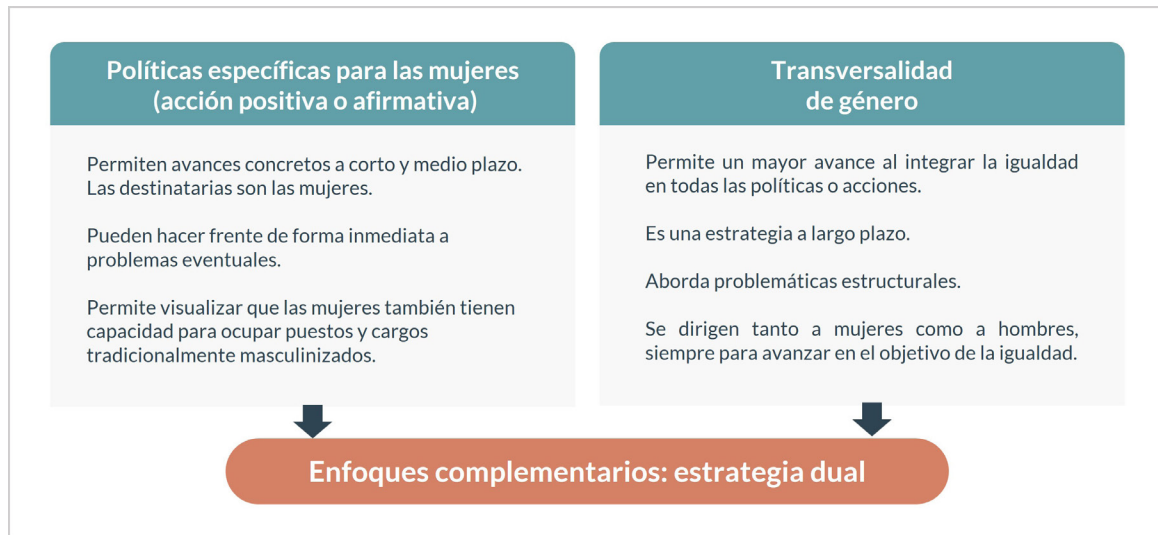 Políticas específicas para las mujeres
(acción positiva o afirmativa)
Permiten avances concretos a corto y medio plazo.
Las destinatarias son las mujeres.
Pueden hacer frente de forma inmediata a
problemas eventuales.
Permite visualizar que las mujeres también tienen
capacidad para ocupar puestos y cargos
tradicionalmente masculinizados.
Transversalidad
de género
Permite un mayor avance al integrar la igualdad
en todas las políticas o acciones.
Es una estrategia a largo plazo.
Aborda problemáticas estructurales.
Se dirigen tanto a mujeres como a hombres,
siempre para avanzar en el objetivo de la igualdad.
Enfoques complementarios: estrategia dual